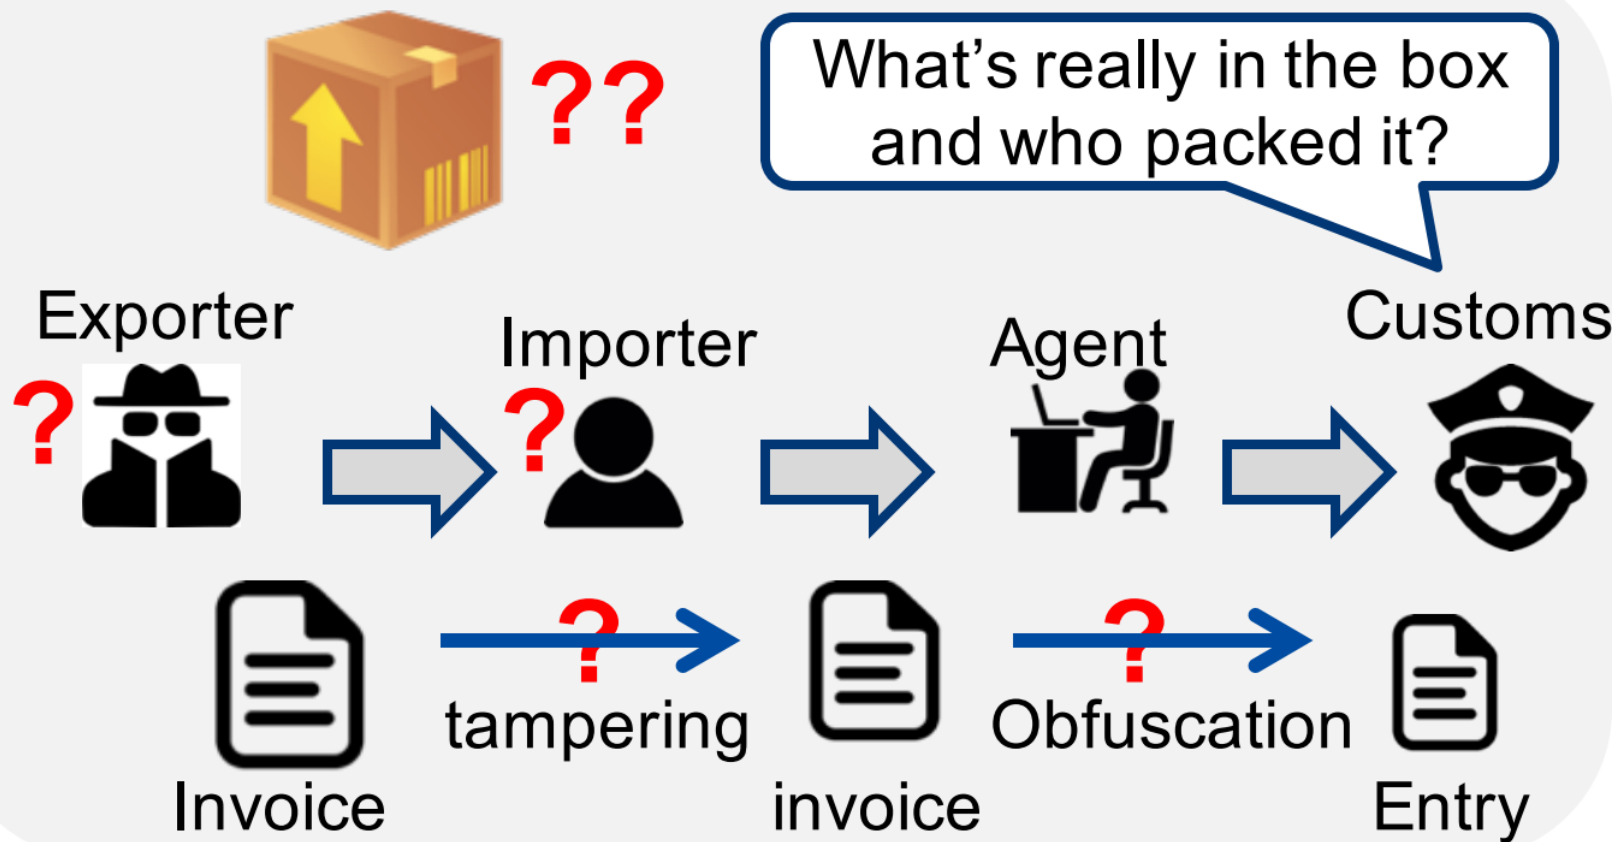 ??
What's really in the box
and who packed it?
Exporter
Importer
Agent
Customs
?
?
?
?
tampering
Obfuscation
Invoice
invoice
Entry